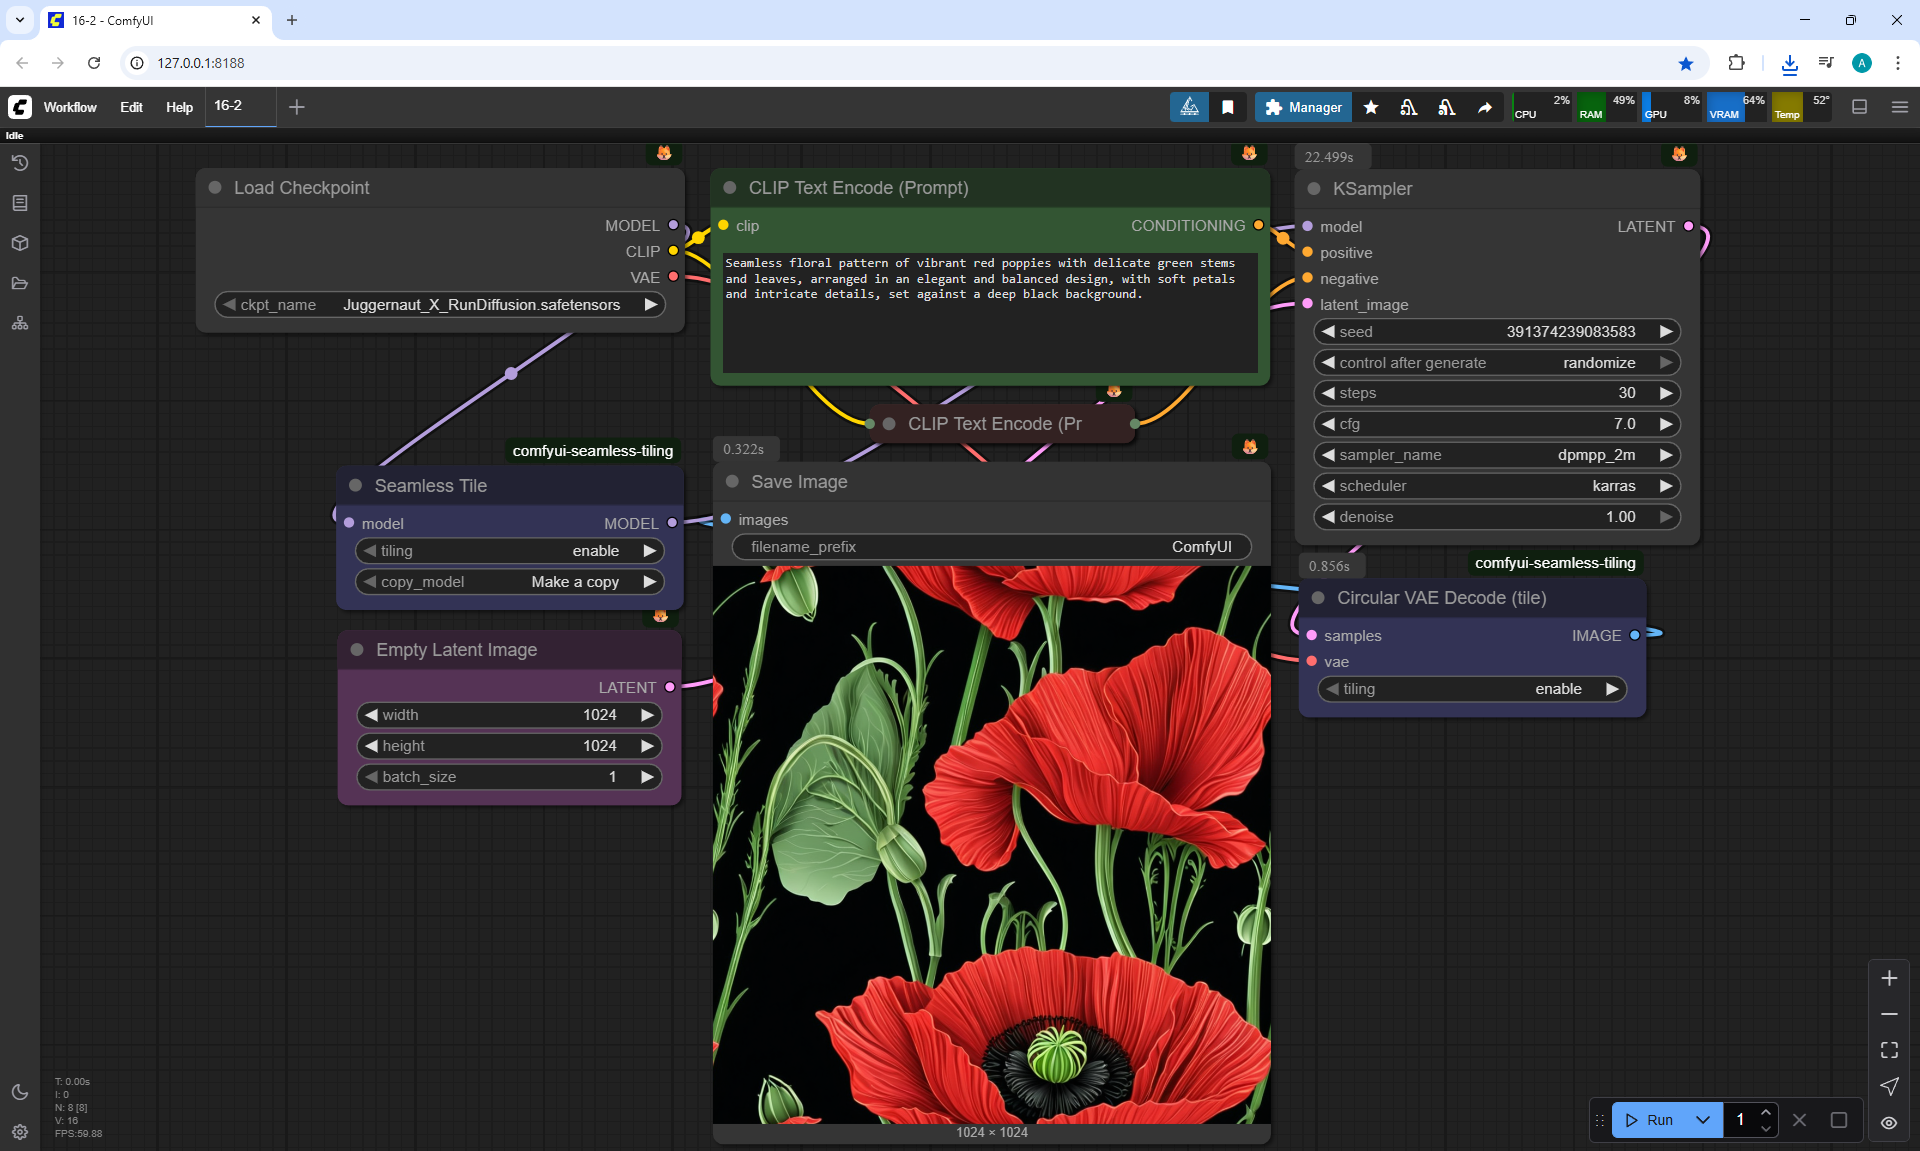 16-2 - ComfyUI
127.0.0.1:8188
Workflow
Edit
Help
16-2
Manager
CPU 2%
RAM 49%
GPU 8%
VRAM 64%
Temp 52°
Idle
Load Checkpoint
MODEL
CLIP
VAE
ckpt_name Juggernaut_X_RunDiffusion.safetensors
CLIP Text Encode (Prompt)
clip CONDITIONING
Seamless floral pattern of vibrant red poppies with delicate green stems
and leaves, arranged in an elegant and balanced design, with soft petals
and intricate details, set against a deep black background.
CLIP Text Encode (Pr
22.499s
KSampler
model LATENT
positive
negative
latent_image
seed 391374239083583
control after generate randomize
steps 30
cfg 7.0
sampler_name dpmpp_2m
scheduler karras
denoise 1.00
comfyui-seamless-tiling
Seamless Tile
model MODEL
tiling enable
copy_model Make a copy
Empty Latent Image
LATENT
width 1024
height 1024
batch_size 1
0.322s
Save Image
images
filename_prefix ComfyUI
1024 × 1024
0.856s
comfyui-seamless-tiling
Circular VAE Decode (tile)
samples IMAGE
vae
tiling enable
T: 0.00s
I: 0
N: 8 [8]
V: 16
FPS:59.88
Run 1
A